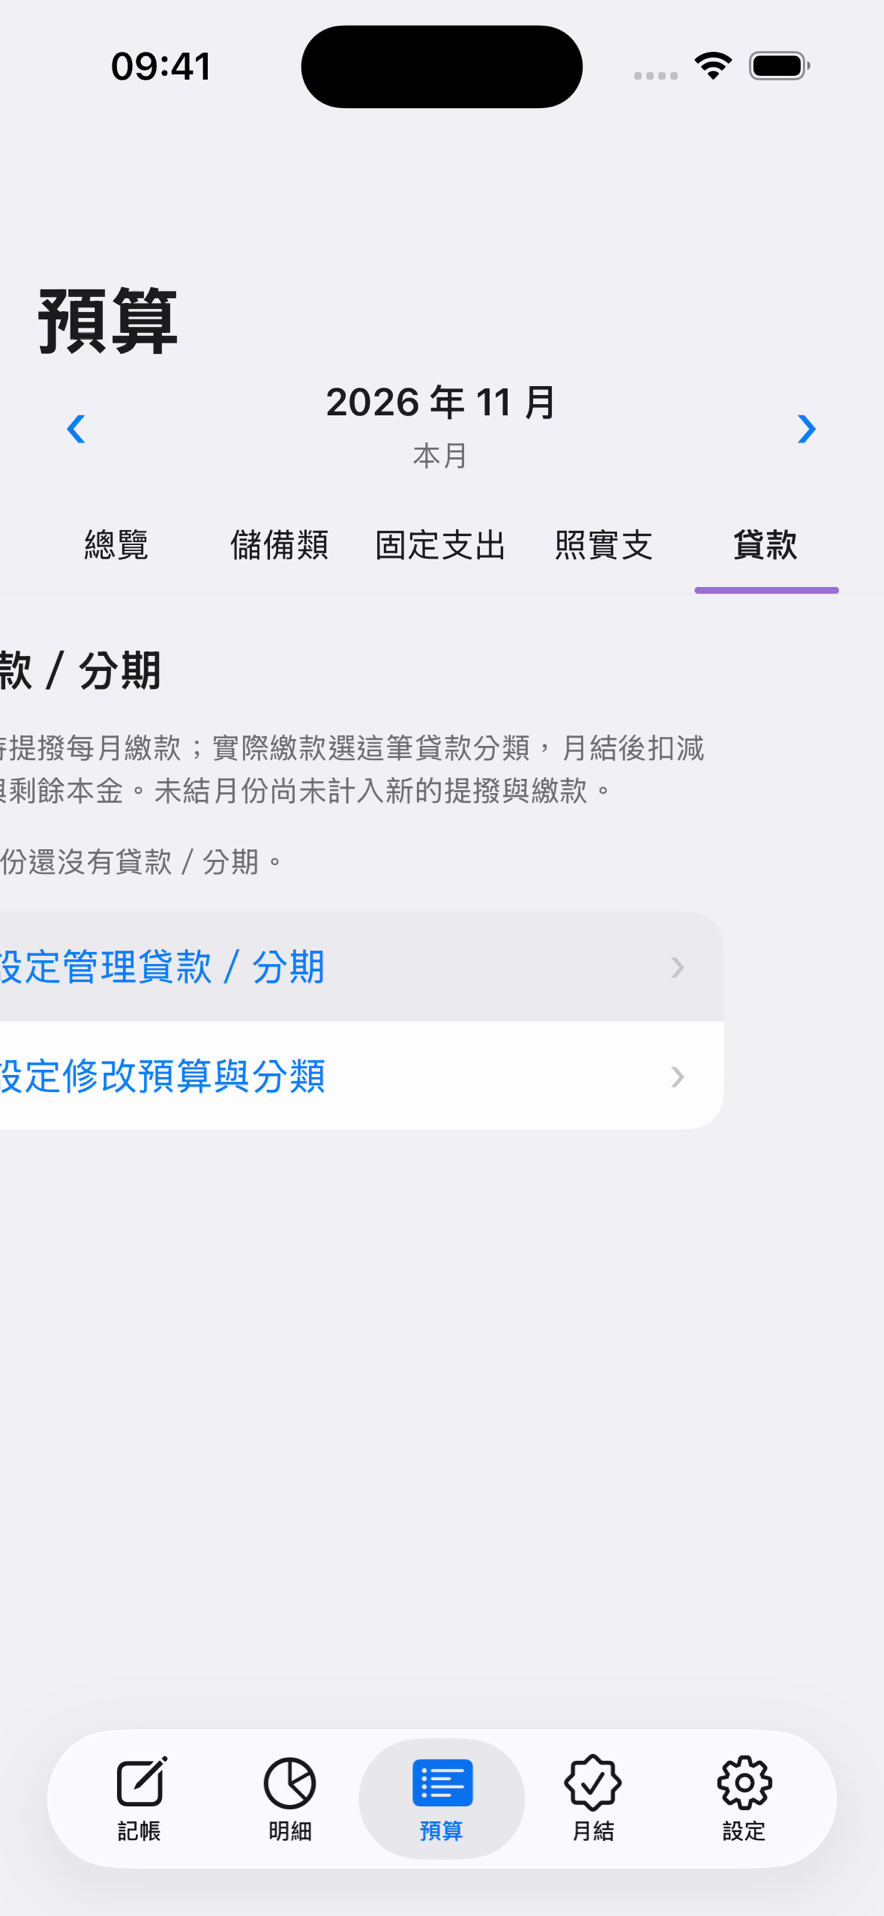 09:41
預算
2026 年 11 月
本月
總覽
儲備類
固定支出
照實支
貸款
款 / 分期
提撥每月繳款；實際繳款選這筆貸款分類，月結後扣減
剩餘本金。未結月份尚未計入新的提撥與繳款。
份還沒有貸款 / 分期。
設定管理貸款 / 分期
設定修改預算與分類
記帳
明細
預算
月結
設定